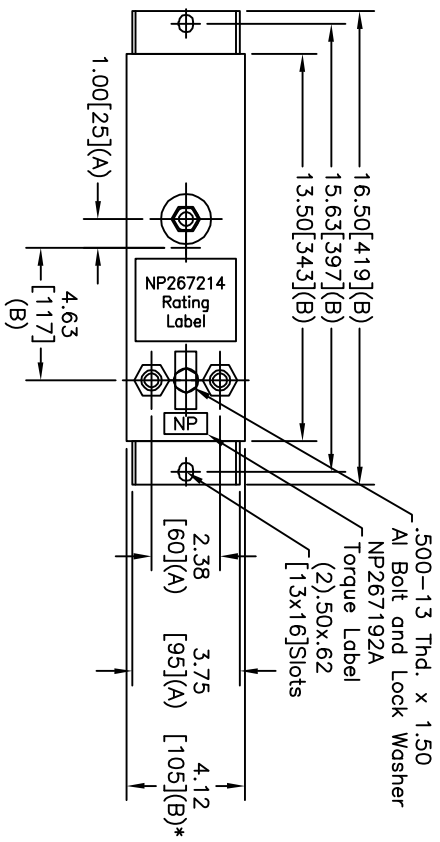 16.50[419](B)
15.63[397](B)
13.50[343](B)
1.00[25](A)
4.63
[117]
(B)
NP267214
Rating
Label
NP
.500-13 Thd. x 1.50
Al Bolt and Lock Washer
NP267192A
Torque Label
(2).50x.62
[13x16]Slots
2.38
[60](A)
3.75
[95](A)
4.12
[105](B)*